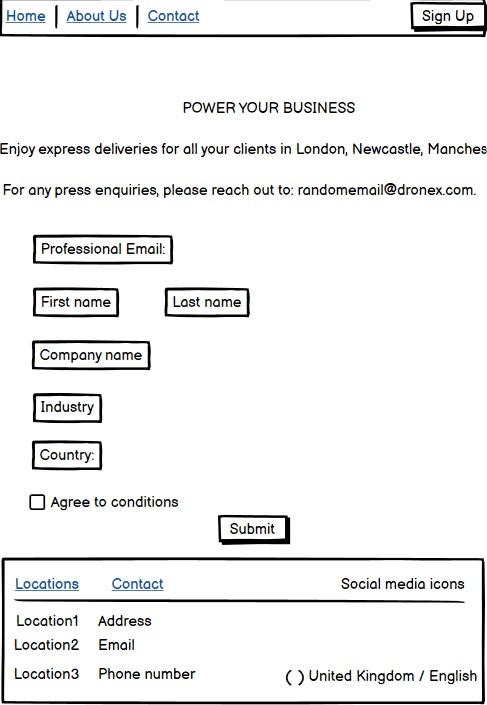 Home About Us Contact Sign Up
POWER YOUR BUSINESS
Enjoy express deliveries for all your clients in London, Newcastle, Manches
For any press enquiries, please reach out to: randomemail@dronex.com.
Professional Email:
First name Last name
Company name
Industry
Country:
Agree to conditions
Submit
Locations Contact Social media icons
Location1 Address
Location2 Email
Location3 Phone number ( ) United Kingdom / English